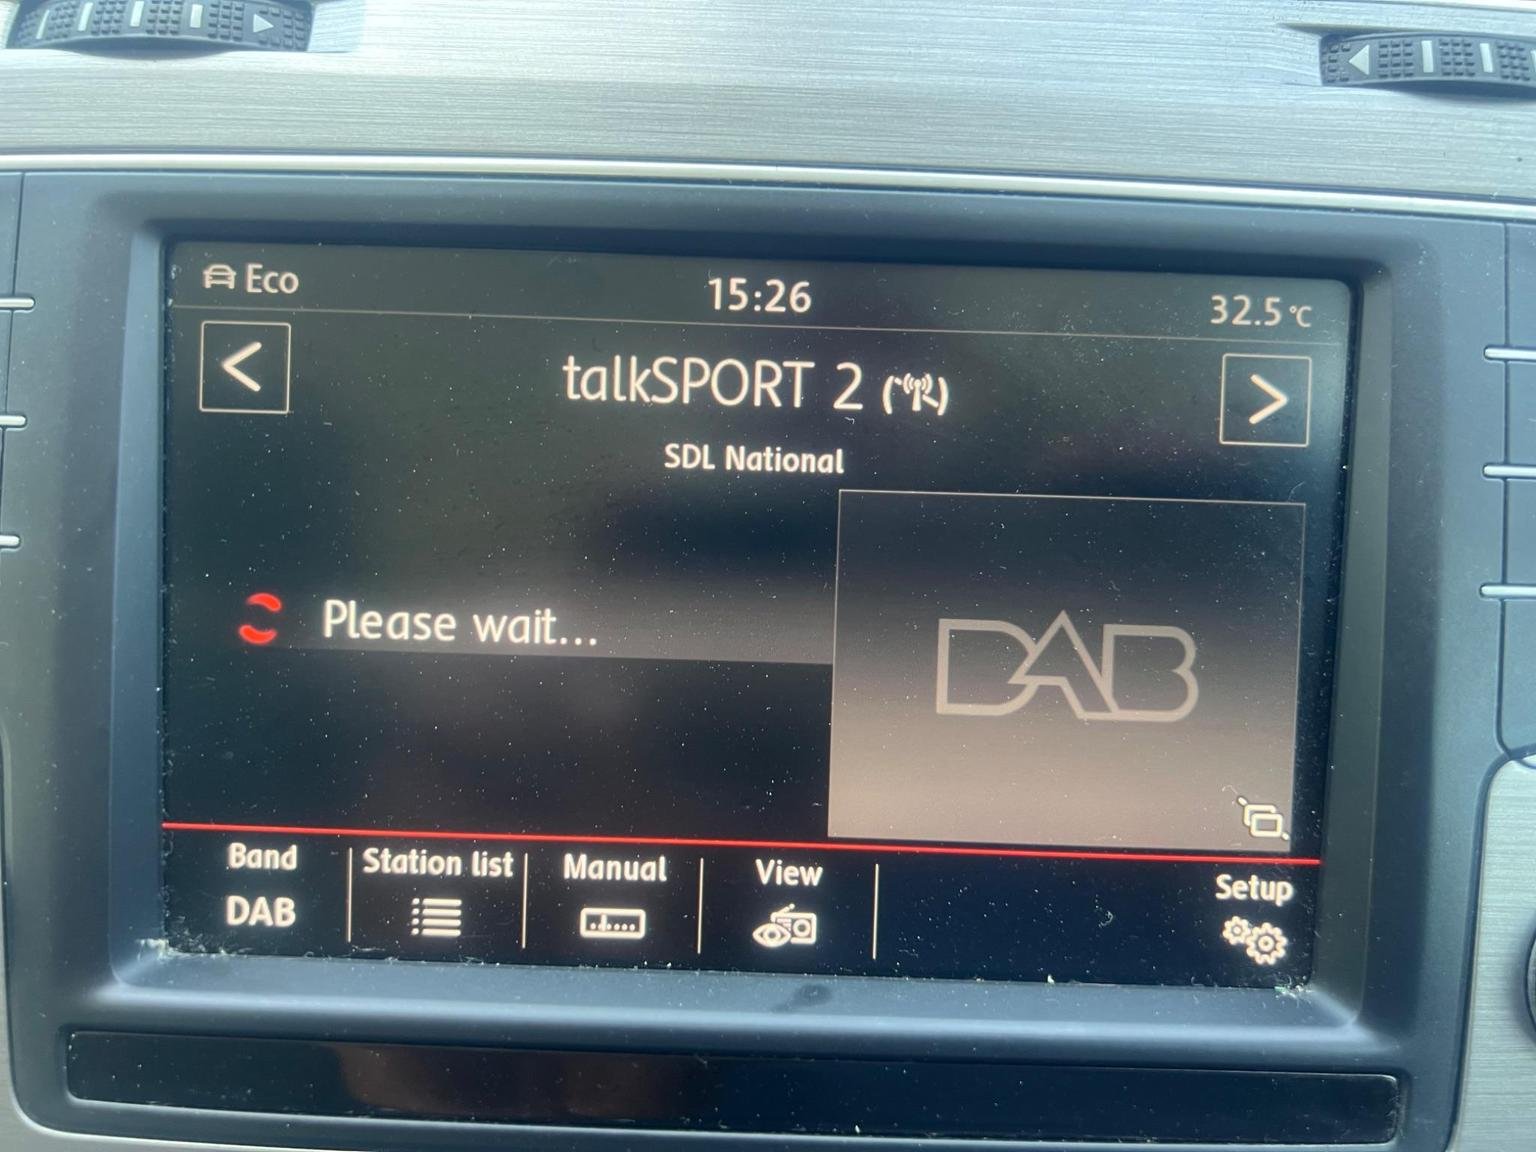 Eco
15:26
32.5 °C
<
talkSPORT 2
>
SDL National
Please wait...
DAB
Band
DAB
Station list
Manual
View
Setup